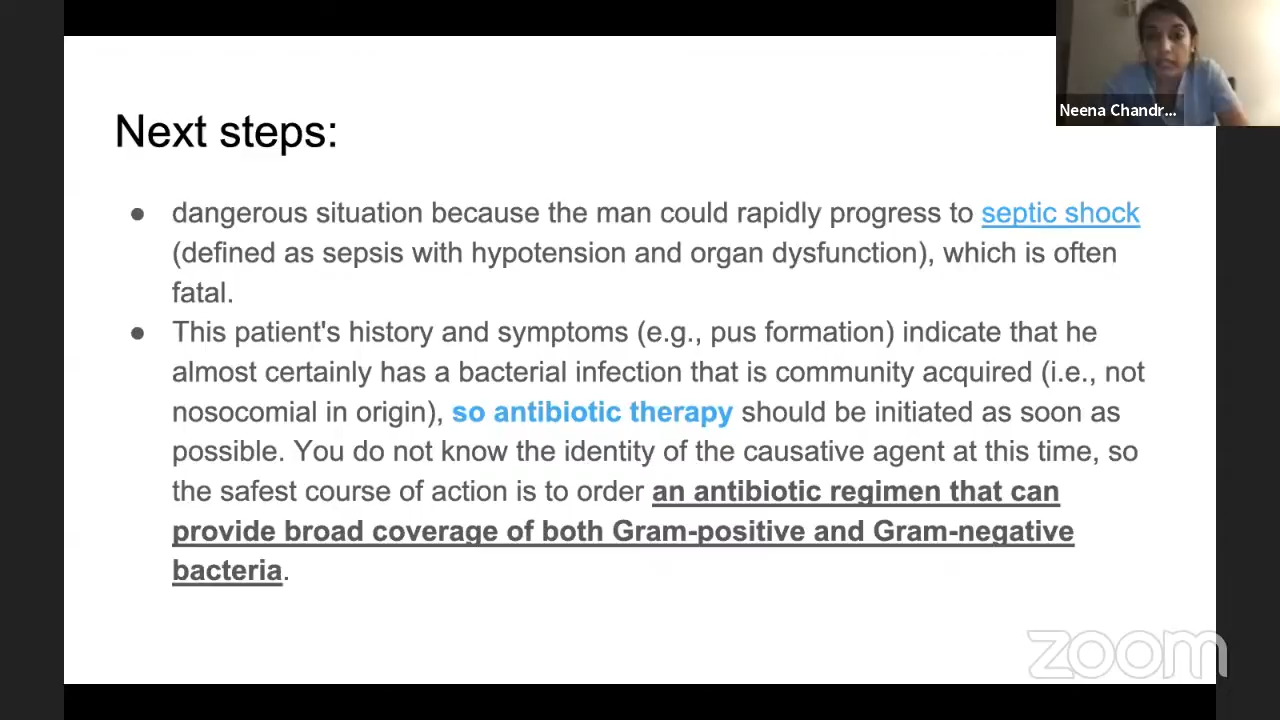 Neena Chandr...
Next steps:
● dangerous situation because the man could rapidly progress to septic shock
(defined as sepsis with hypotension and organ dysfunction), which is often
fatal.
● This patient's history and symptoms (e.g., pus formation) indicate that he
almost certainly has a bacterial infection that is community acquired (i.e., not
nosocomial in origin), so antibiotic therapy should be initiated as soon as
possible. You do not know the identity of the causative agent at this time, so
the safest course of action is to order an antibiotic regimen that can
provide broad coverage of both Gram-positive and Gram-negative
bacteria.
zoom